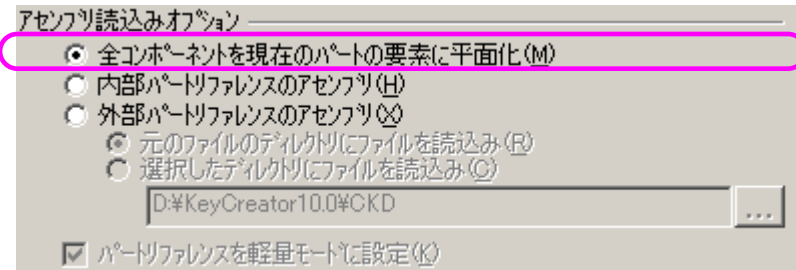 アセンブリ読込みオプション
全コンポーネントを現在のパートの要素に平面化(M)
内部パートリファレンスのアセンブリ(H)
外部パートリファレンスのアセンブリ(X)
元のファイルのディレクトリにファイルを読込み(R)
選択したディレクトリにファイルを読込み(C)
D:¥KeyCreator10.0¥CKD
...
パートリファレンスを軽量モードに設定(K)